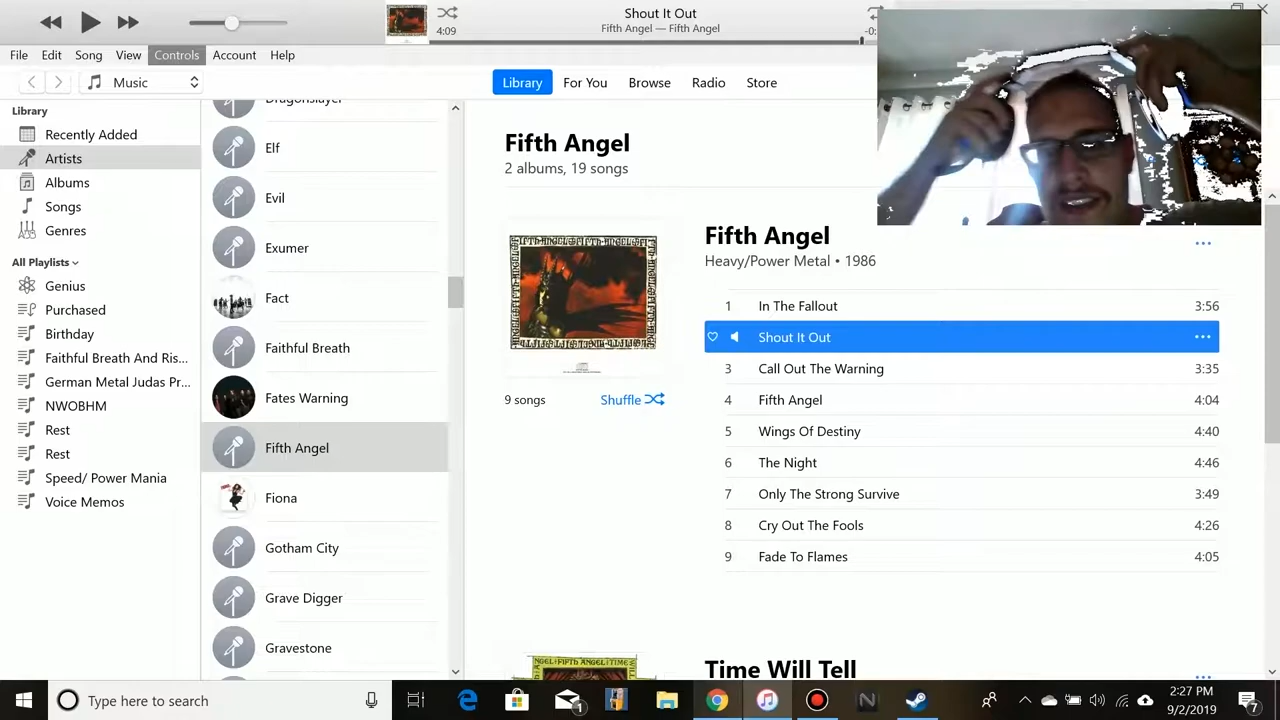 Shout It Out
Fifth Angel — Fifth Angel
4:09
-0:
File Edit Song View Controls Account Help
Music
Library For You Browse Radio Store
Library
Recently Added
Artists
Albums
Songs
Genres
All Playlists
Genius
Purchased
Birthday
Faithful Breath And Ris...
German Metal Judas Pr...
NWOBHM
Rest
Rest
Speed/ Power Mania
Voice Memos
Dragonslayer
Elf
Evil
Exumer
Fact
Faithful Breath
Fates Warning
Fifth Angel
Fiona
Gotham City
Grave Digger
Gravestone
Fifth Angel
2 albums, 19 songs
9 songs
Shuffle
Fifth Angel
Heavy/Power Metal • 1986
1 In The Fallout 3:56
Shout It Out
3 Call Out The Warning 3:35
4 Fifth Angel 4:04
5 Wings Of Destiny 4:40
6 The Night 4:46
7 Only The Strong Survive 3:49
8 Cry Out The Fools 4:26
9 Fade To Flames 4:05
Time Will Tell
Type here to search
1
2:27 PM
9/2/2019
7